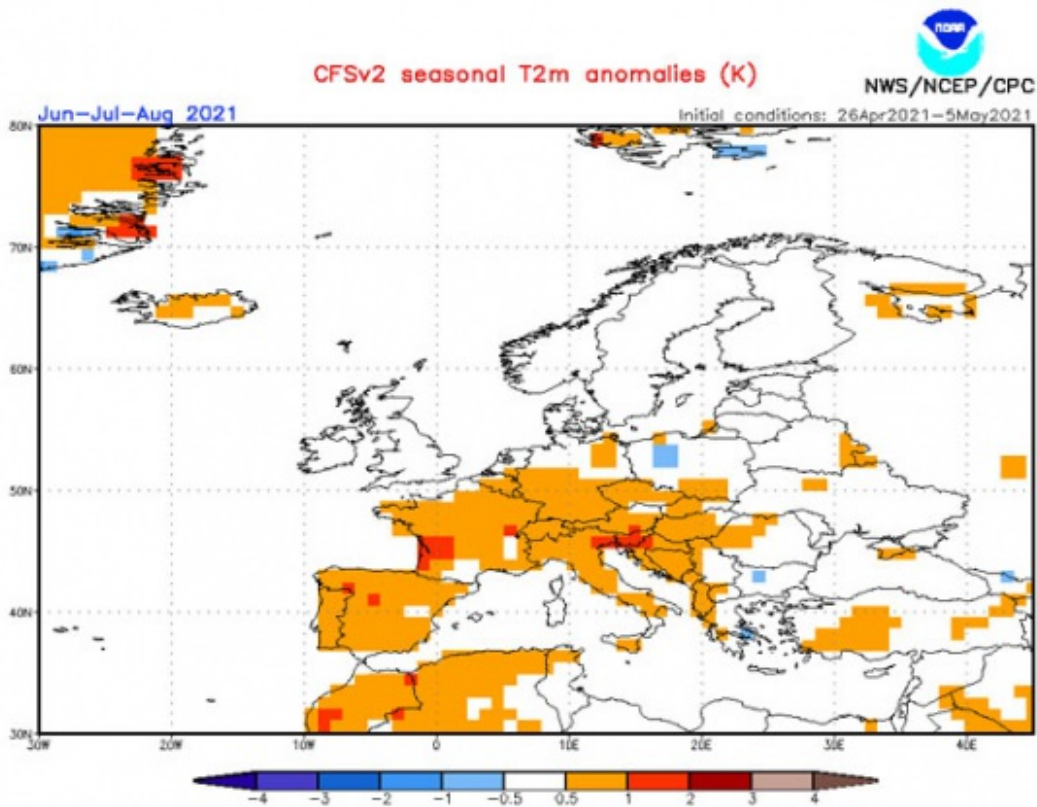 NOAA
CFSv2 seasonal T2m anomalies (K)
NWS/NCEP/CPC
Jun-Jul-Aug 2021
Initial conditions: 26Apr2021-5May2021
80N
70N
60N
50N
40N
30N
30W 20W 10W 0 10E 20E 30E 40E
-4 -3 -2 -1 -0.5 0.5 1 2 3 4